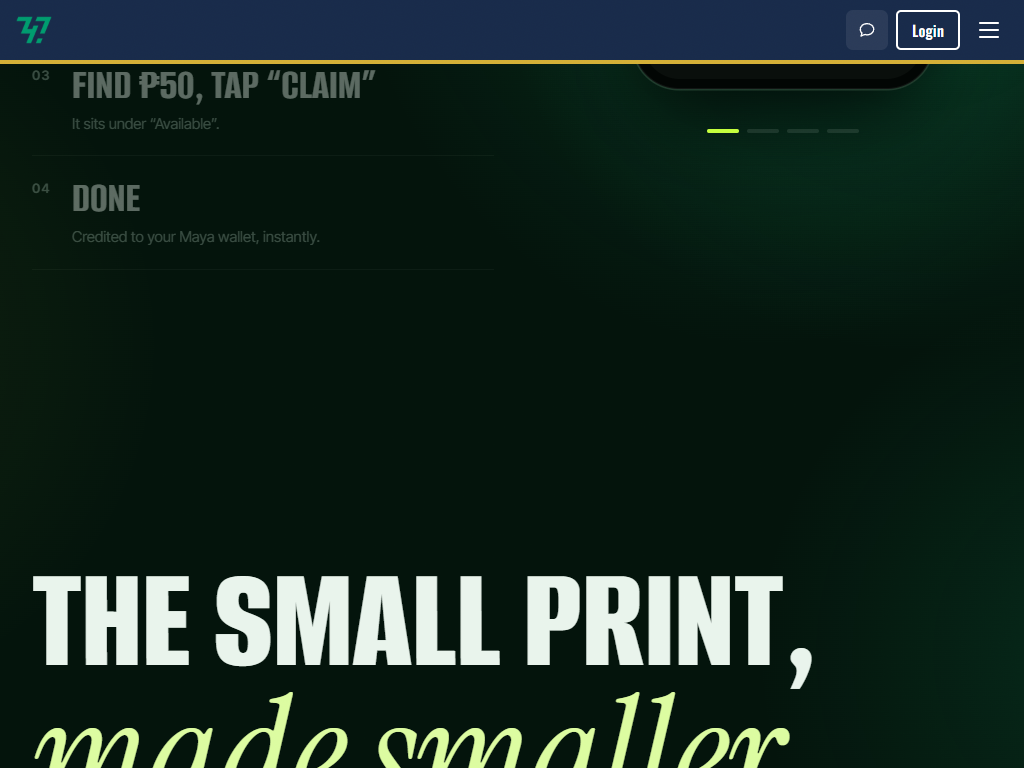 Login
03
FIND ₱50, TAP “CLAIM”
It sits under “Available”.
04
DONE
Credited to your Maya wallet, instantly.
THE SMALL PRINT,
made smaller